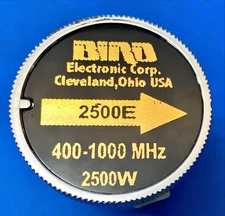 BIRD
Electronic Corp.
Cleveland,Ohio USA
2500E
400-1000 MHz
2500W